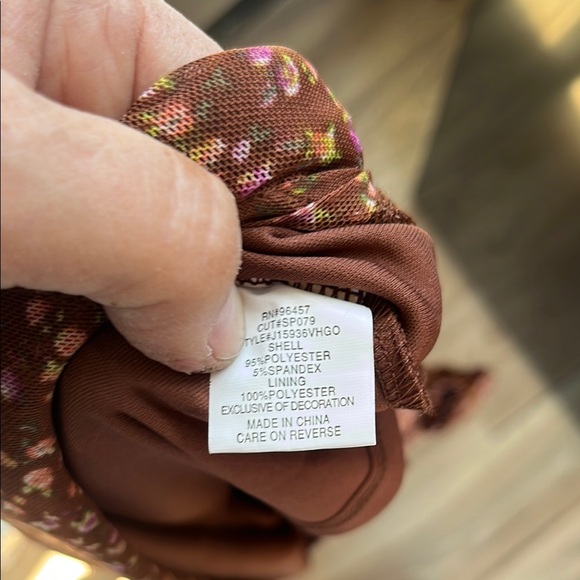 RN#96457
CUT#SP079
TYLE#J15936VHGO
SHELL
95%POLYESTER
5%SPANDEX
LINING
100%POLYESTER
EXCLUSIVE OF DECORATION
MADE IN CHINA
CARE ON REVERSE